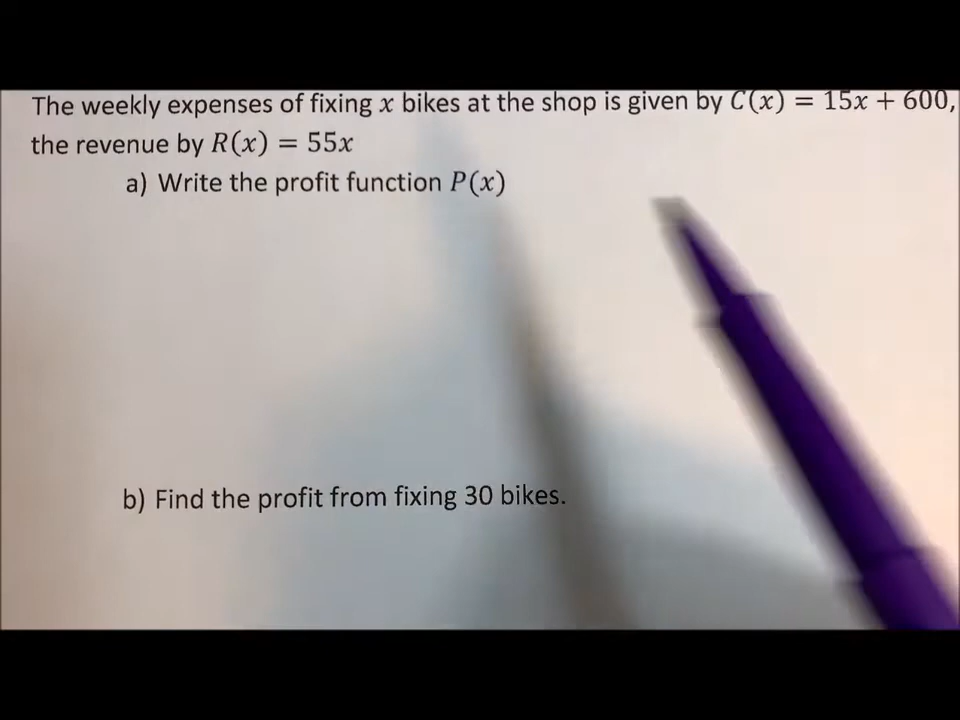 The weekly expenses of fixing x bikes at the shop is given by C(x) = 15x + 600,
the revenue by R(x) = 55x
a) Write the profit function P(x)
b) Find the profit from fixing 30 bikes.